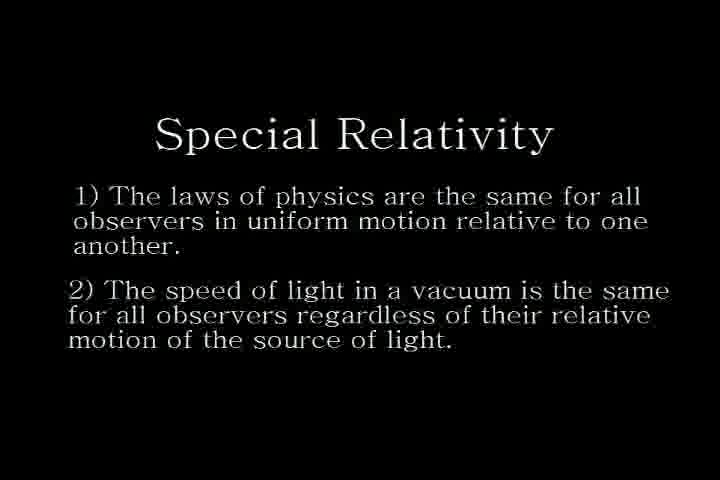 Special Relativity
1) The laws of physics are the same for all
observers in uniform motion relative to one
another.
2) The speed of light in a vacuum is the same
for all observers regardless of their relative
motion of the source of light.